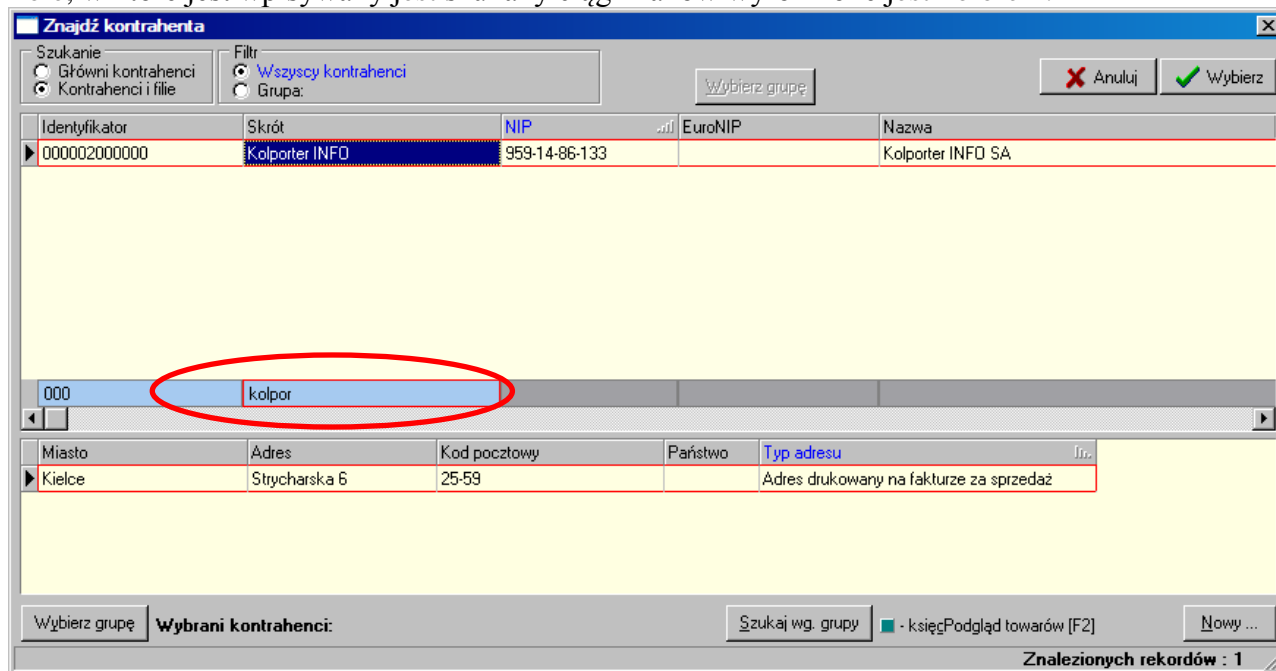 Znajdź kontrahenta
Szukanie Filtr
Główni kontrahenci Wszyscy kontrahenci
Kontrahenci i filie Grupa: Wybierz grupę Anuluj Wybierz
Identyfikator Skrót NIP EuroNIP Nazwa
000002000000 Kolporter INFO 959-14-86-133 Kolporter INFO SA
000 kolpor
Miasto Adres Kod pocztowy Państwo Typ adresu
Kielce Strycharska 6 25-59 Adres drukowany na fakturze za sprzedaż
Wybierz grupę Wybrani kontrahenci: Szukaj wg. grupy - księgPodgląd towarów [F2] Nowy ...
Znalezionych rekordów : 1